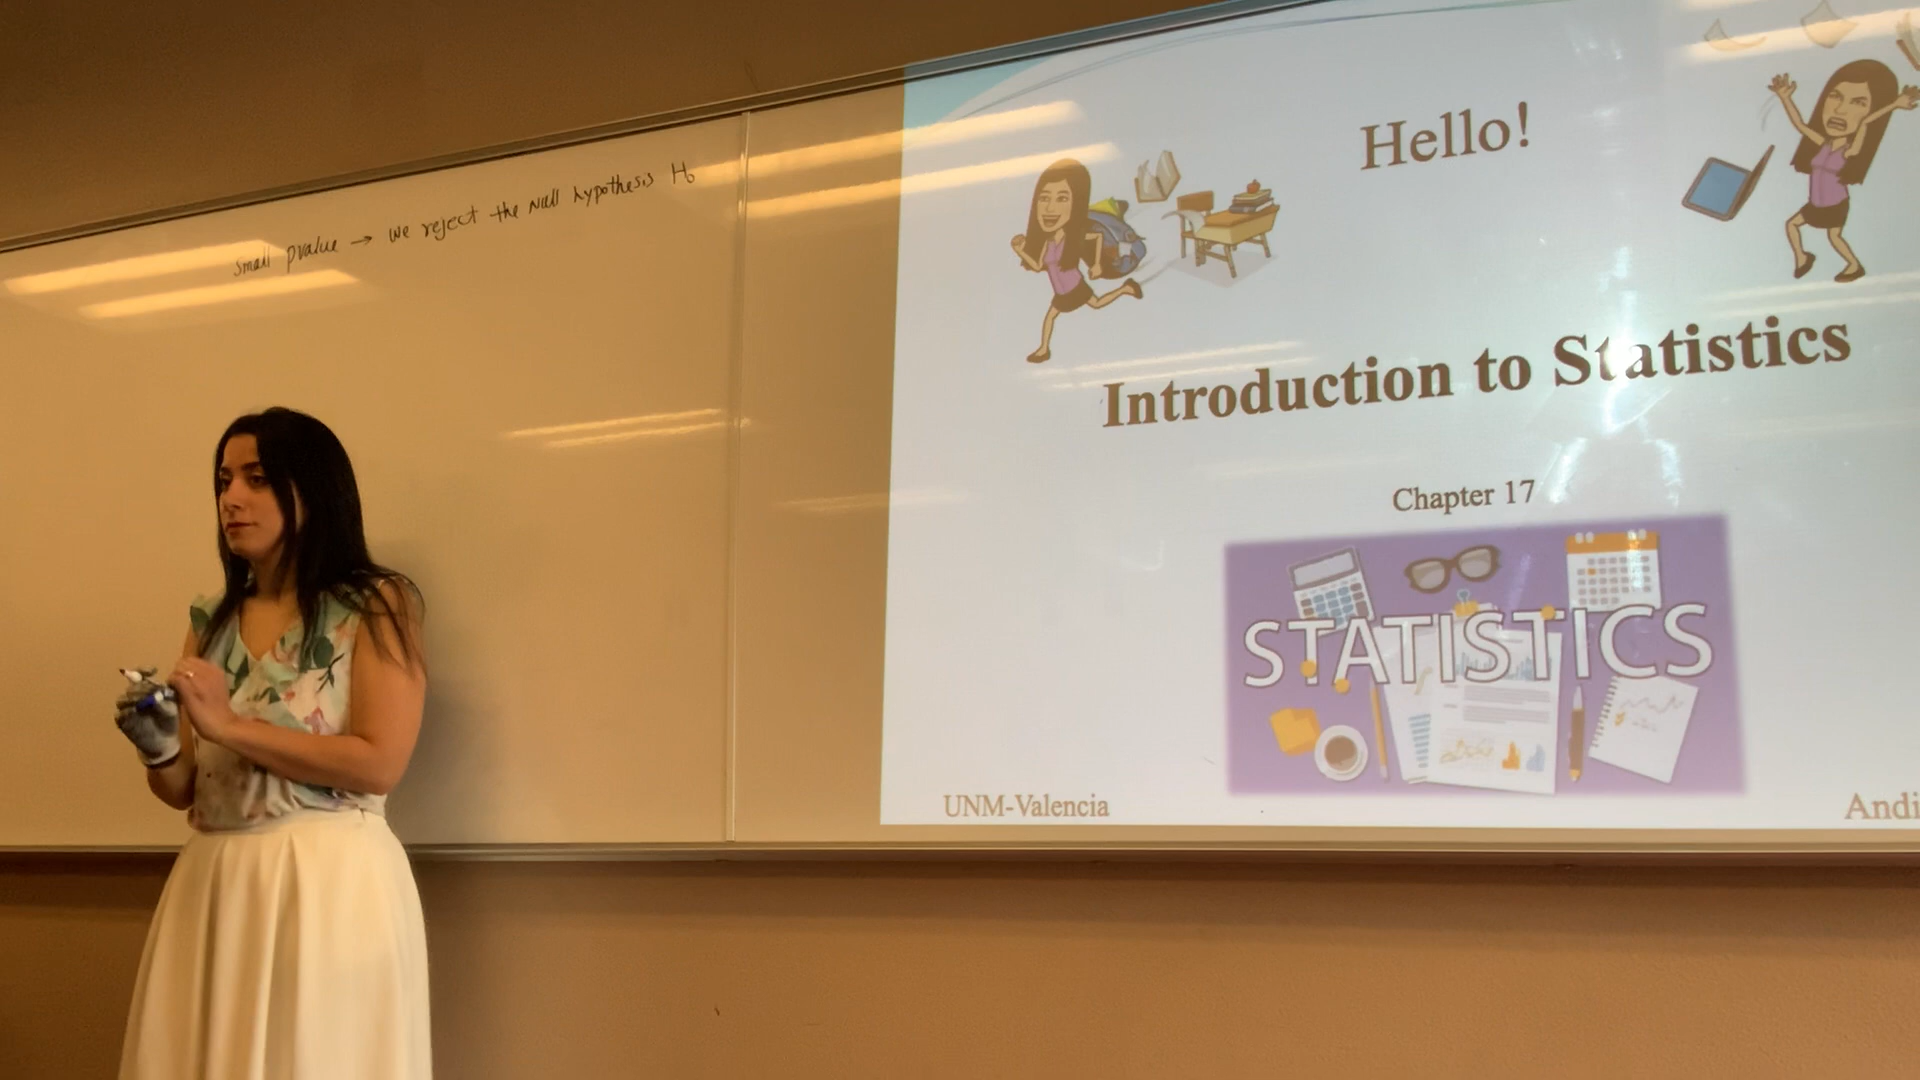 small pvalue → we reject the null hypothesis H₀
Hello!
Introduction to Statistics
Chapter 17
STATISTICS
UNM-Valencia
Andi